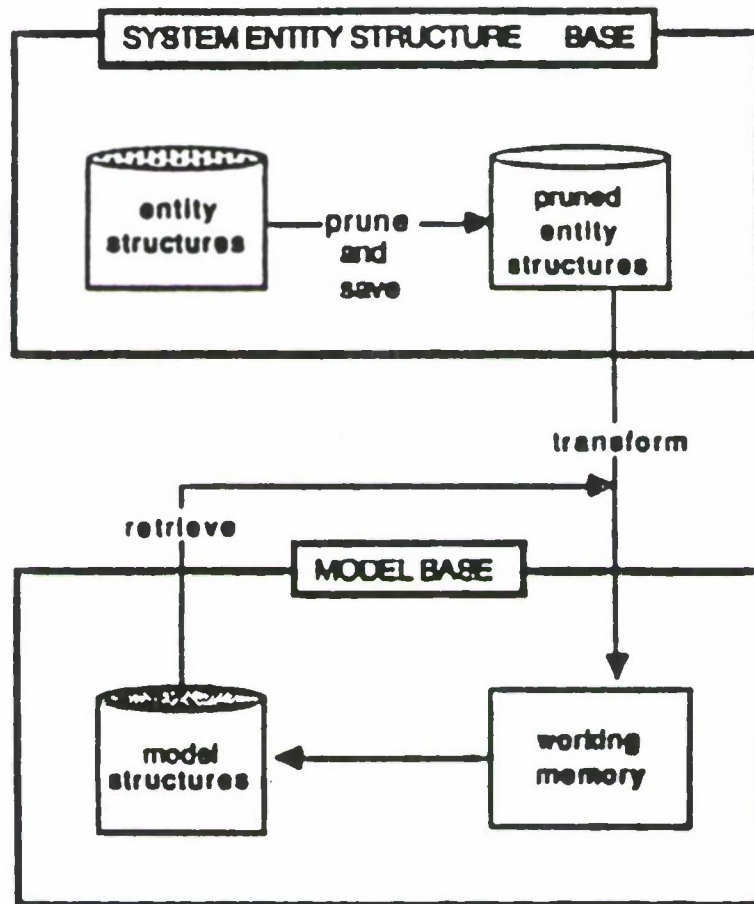 SYSTEM ENTITY STRUCTURE BASE
entity
structures
prune
and
save
pruned
entity
structures
transform
retrieve
MODEL BASE
model
structures
working
memory